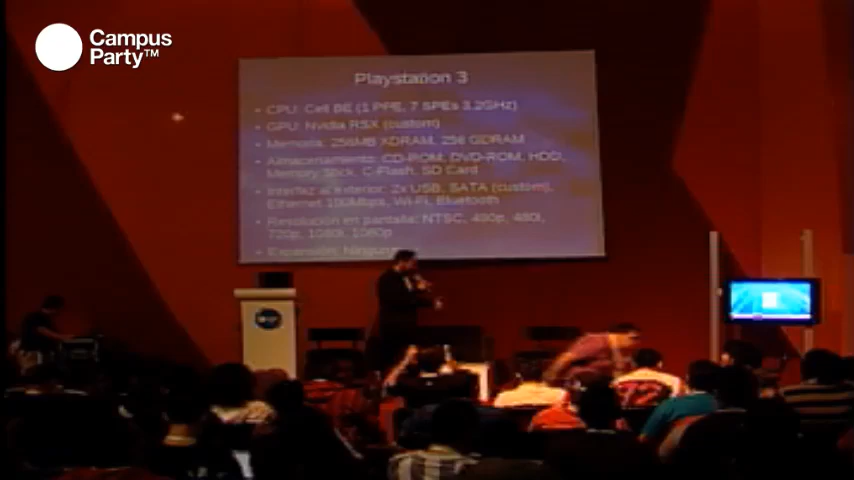 Campus
Party™
Playstation 3
• CPU: Cell BE (1 PPE, 7 SPEs 3.2GHz)
• GPU: Nvidia RSX (custom)
• Memoria: 256MB XDRAM, 256 GDRAM
• Almacenamiento: CD-ROM, DVD-ROM, HDD,
Memory Stick, C-Flash, SD Card
• Interfaz al exterior: 2x USB, SATA (custom),
Ethernet 100Mbps, Wi-Fi, Bluetooth
• Resolución en pantalla: NTSC, 480p, 480i,
720p, 1080i, 1080p
• Expansión: Ninguna